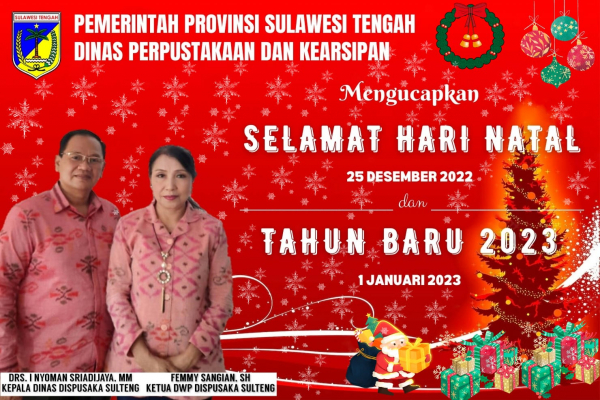 SULAWESI TENGAH
PEMERINTAH PROVINSI SULAWESI TENGAH
DINAS PERPUSTAKAAN DAN KEARSIPAN
Mengucapkan
SELAMAT HARI NATAL
25 DESEMBER 2022
dan
TAHUN BARU 2023
1 JANUARI 2023
DRS. I NYOMAN SRIADIJAYA, MM
KEPALA DINAS DISPUSAKA SULTENG
FEMMY SANGIAN, SH
KETUA DWP DISPUSAKA SULTENG